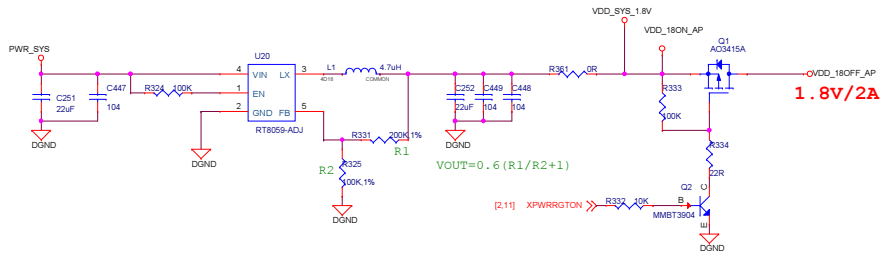 VDD_SYS_1.8V
VDD_18ON_AP
PWR_SYS
U20
L1
4.7uH
4D18
COMMON
R361
0R
Q1
AO3415A
VDD_18OFF_AP
1.8V/2A
C251
22uF
C447
104
R324
100K
4
VIN
LX
3
1
EN
2
GND
FB
5
RT8059-ADJ
C252
22uF
C449
104
C448
104
R333
100K
R331
200K,1%
R1
R2
R325
100K,1%
VOUT=0.6(R1/R2+1)
R334
22R
[2,11]
XPWRRGTON
R332
10K
Q2
B
C
E
MMBT3904
DGND
DGND
DGND
DGND
DGND